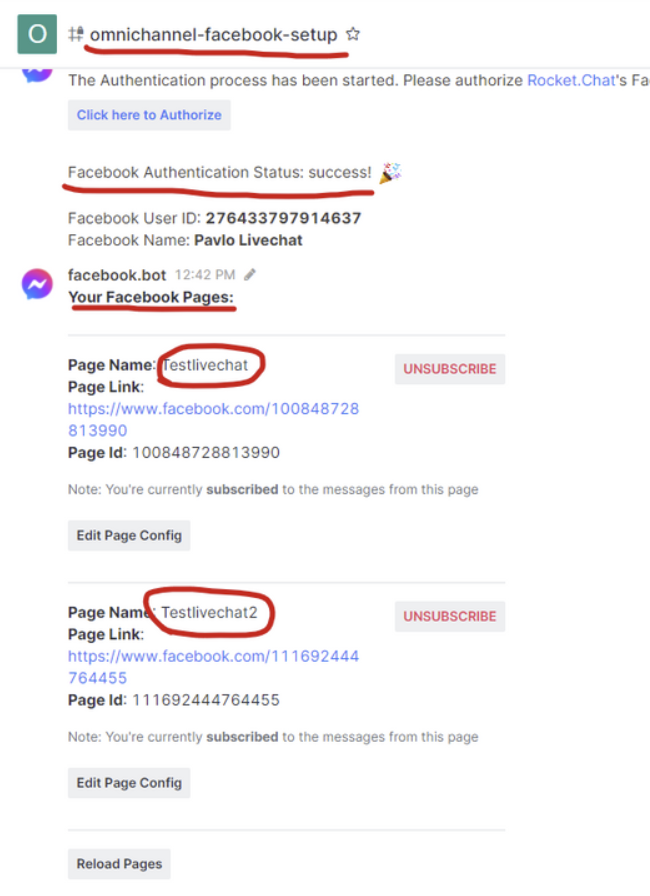 O
omnichannel-facebook-setup
The Authentication process has been started. Please authorize Rocket.Chat's Fa
Click here to Authorize
Facebook Authentication Status: success!
Facebook User ID: 276433797914637
Facebook Name: Pavlo Livechat
facebook.bot 12:42 PM
Your Facebook Pages:
Page Name: Testlivechat
UNSUBSCRIBE
Page Link:
https://www.facebook.com/100848728
813990
Page Id: 100848728813990
Note: You're currently subscribed to the messages from this page
Edit Page Config
Page Name: Testlivechat2
UNSUBSCRIBE
Page Link:
https://www.facebook.com/111692444
764455
Page Id: 111692444764455
Note: You're currently subscribed to the messages from this page
Edit Page Config
Reload Pages